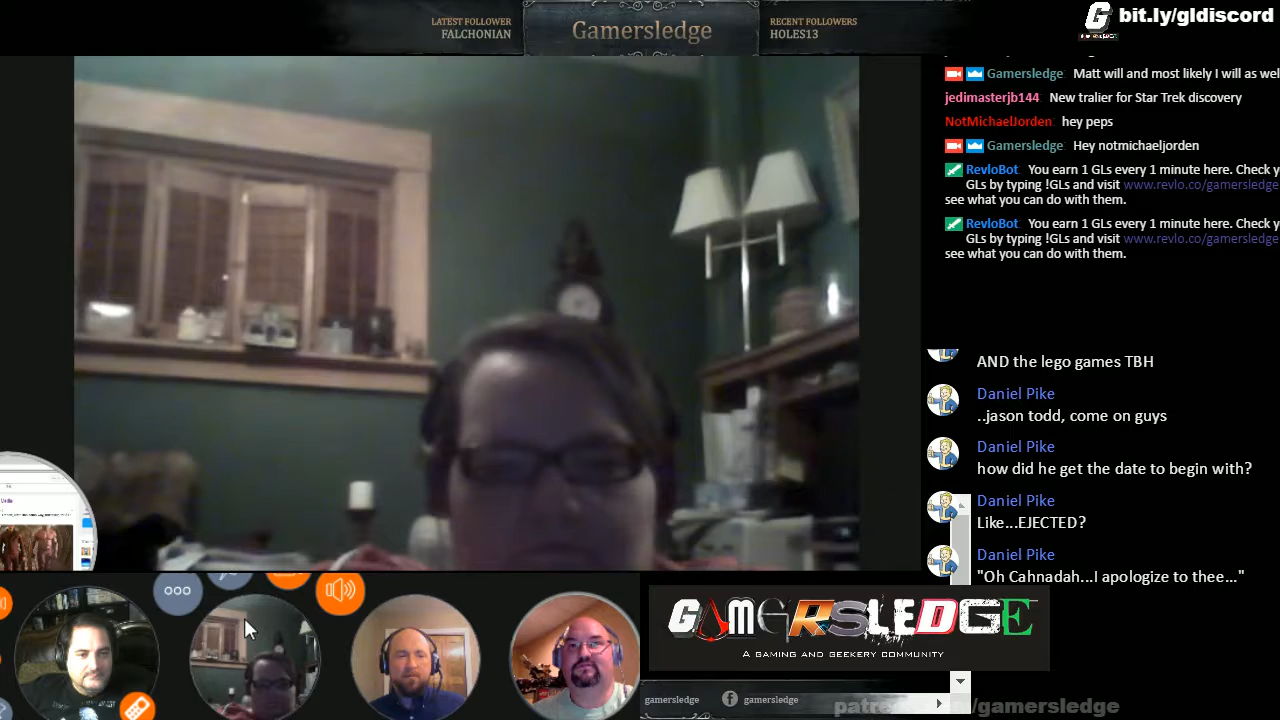 LATEST FOLLOWER
FALCHONIAN
Gamersledge
RECENT FOLLOWERS
HOLES13
bit.ly/gldiscord
Gamersledge: Matt will and most likely I will as wel
jedimasterjb144: New tralier for Star Trek discovery
NotMichaelJorden: hey peps
Gamersledge: Hey notmichaeljorden
RevloBot: You earn 1 GLs every 1 minute here. Check y
GLs by typing !GLs and visit www.revlo.co/gamersledge
see what you can do with them.
RevloBot: You earn 1 GLs every 1 minute here. Check y
GLs by typing !GLs and visit www.revlo.co/gamersledge
see what you can do with them.
AND the lego games TBH
Daniel Pike
..jason todd, come on guys
Daniel Pike
how did he get the date to begin with?
Daniel Pike
Like...EJECTED?
Daniel Pike
"Oh Cahnadah...I apologize to thee..."
GAMERSLEDGE
A GAMING AND GEEKERY COMMUNITY
gamersledge
gamersledge
/gamersledge